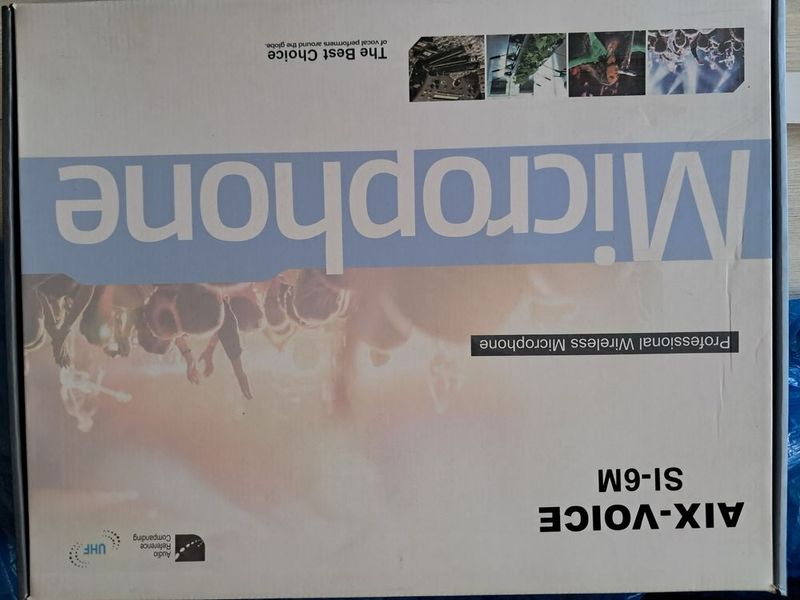 AIX-VOICE
SI-6M
Audio
Reference
Companding
UHF
Professional Wireless Microphone
Microphone
The Best Choice
of vocal performers around the globe.